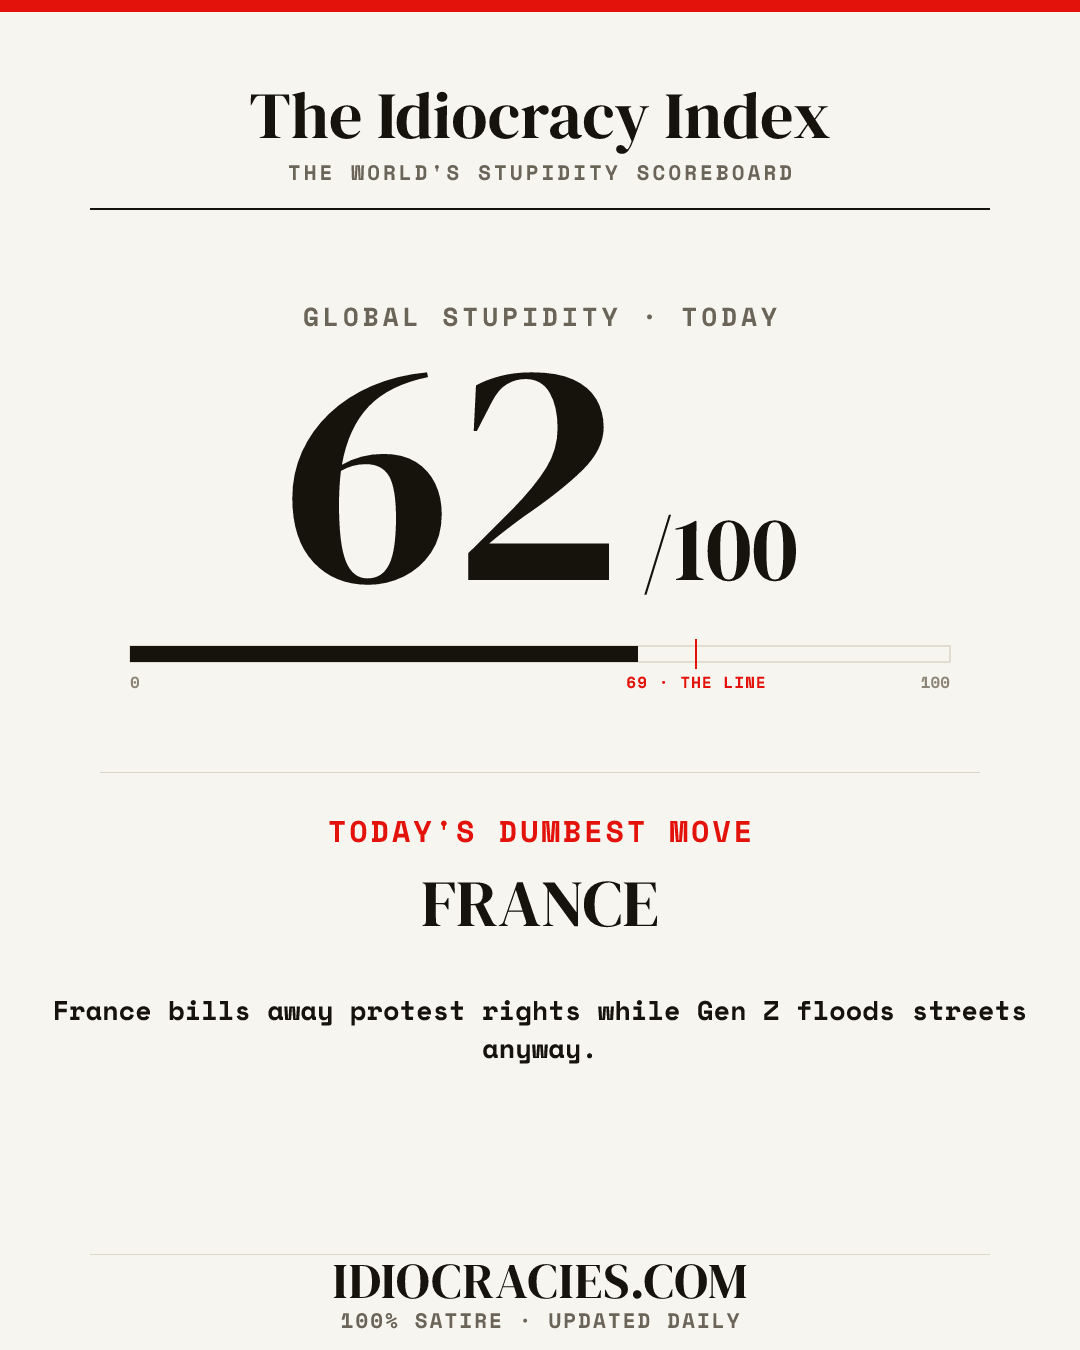 The Idiocracy Index
THE WORLD'S STUPIDITY SCOREBOARD
GLOBAL STUPIDITY · TODAY
62 /100
0 69 · THE LINE 100
TODAY'S DUMBEST MOVE
FRANCE
France bills away protest rights while Gen Z floods streets
anyway.
IDIOCRACIES.COM
100% SATIRE · UPDATED DAILY